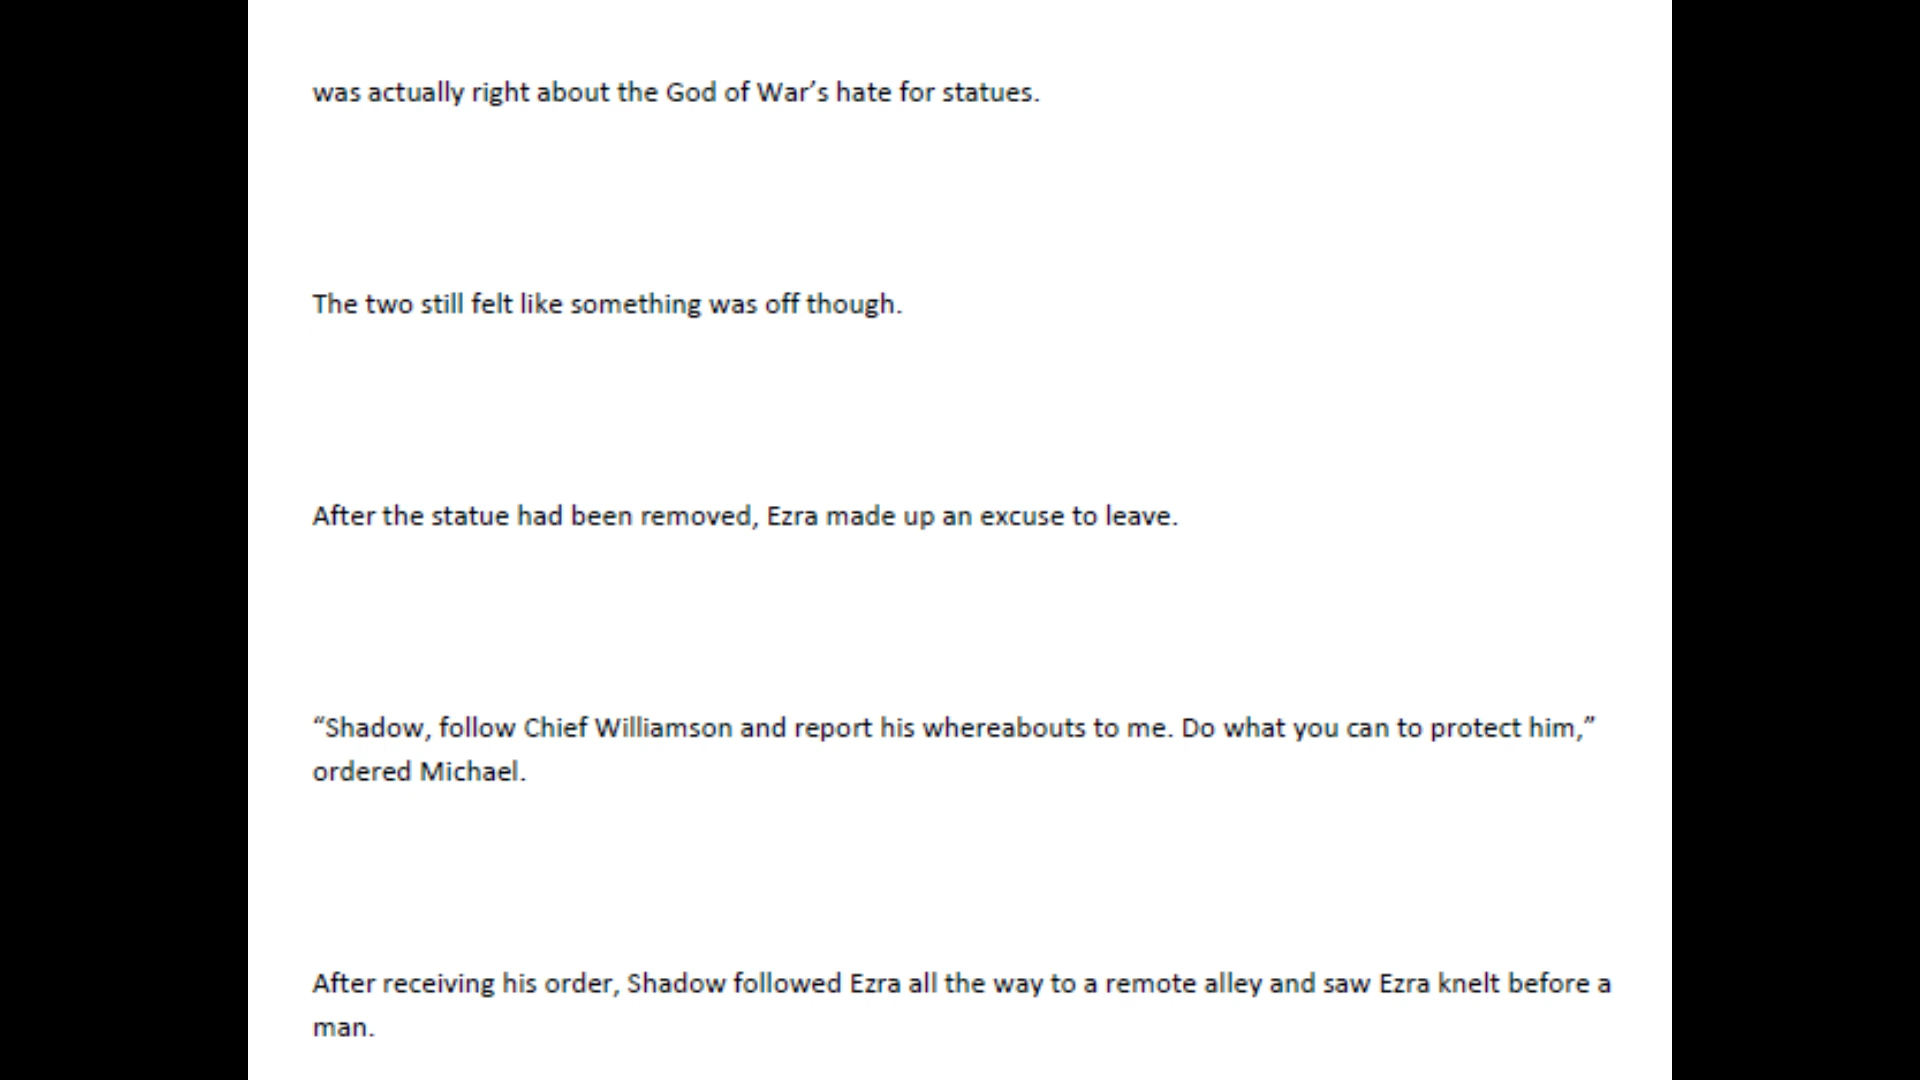 was actually right about the God of War’s hate for statues.
The two still felt like something was off though.
After the statue had been removed, Ezra made up an excuse to leave.
“Shadow, follow Chief Williamson and report his whereabouts to me. Do what you can to protect him,”
ordered Michael.
After receiving his order, Shadow followed Ezra all the way to a remote alley and saw Ezra knelt before a
man.